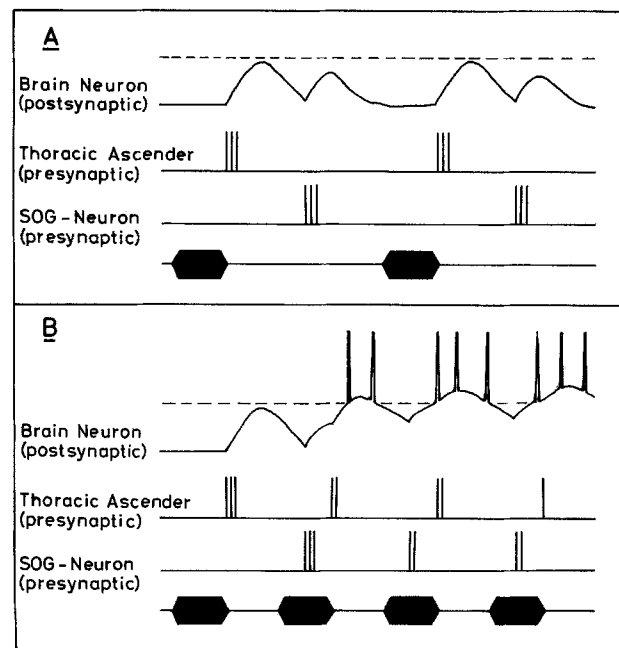 A
Brain Neuron
(postsynaptic)
Thoracic Ascender
(presynaptic)
SOG-Neuron
(presynaptic)
B
Brain Neuron
(postsynaptic)
Thoracic Ascender
(presynaptic)
SOG-Neuron
(presynaptic)